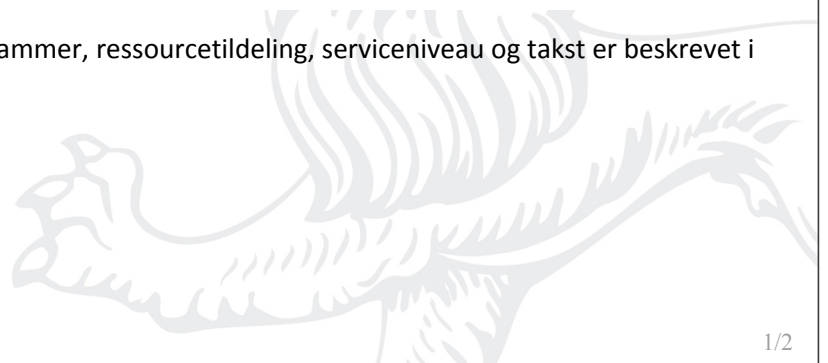 ammer, ressourcetildeling, serviceniveau og takst er beskrevet i
1/2